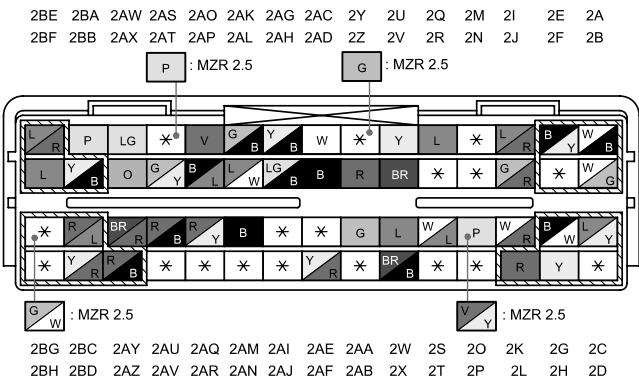 2BE 2BA 2AW 2AS 2AO 2AK 2AG 2AC 2Y 2U 2Q 2M 2I 2E 2A
2BF 2BB 2AX 2AT 2AP 2AL 2AH 2AD 2Z 2V 2R 2N 2J 2F 2B
P : MZR 2.5 G : MZR 2.5
L R P LG * V G B Y B W * Y L * L R B Y W B
L Y B O G Y B L L W LG B B R BR * * G R * W G
* R L BR R R B R Y B * * G L W L P W R B W L Y
* Y R R B * * * * Y R * BR B * * R Y *
G W : MZR 2.5 V Y : MZR 2.5
2BG 2BC 2AY 2AU 2AQ 2AM 2AI 2AE 2AA 2W 2S 2O 2K 2G 2C
2BH 2BD 2AZ 2AV 2AR 2AN 2AJ 2AF 2AB 2X 2T 2P 2L 2H 2D